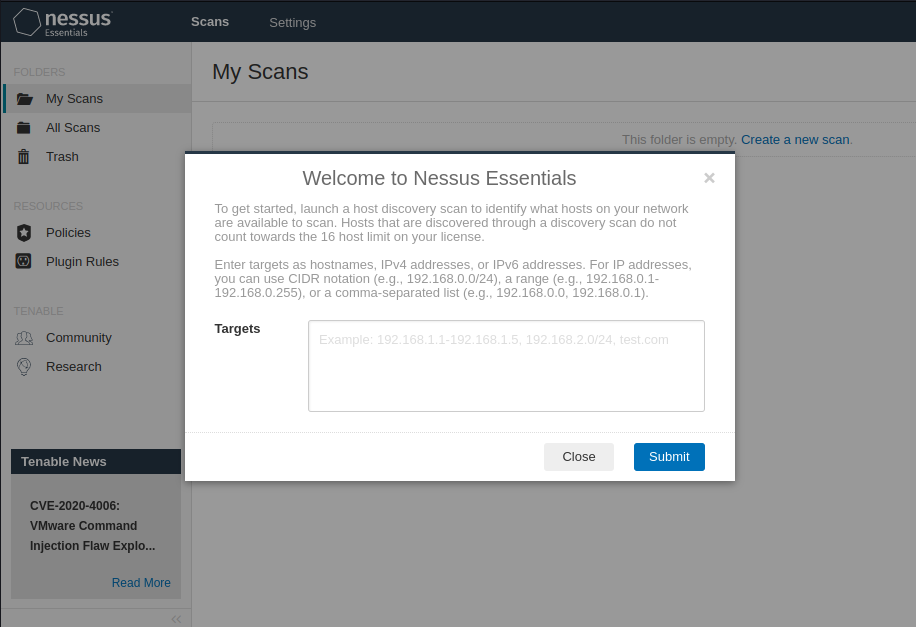 nessus
Essentials
Scans
Settings
FOLDERS
My Scans
All Scans
Trash
RESOURCES
Policies
Plugin Rules
TENABLE
Community
Research
Tenable News
CVE-2020-4006:
VMware Command
Injection Flaw Explo...
Read More
My Scans
This folder is empty. Create a new scan.
Welcome to Nessus Essentials
To get started, launch a host discovery scan to identify what hosts on your network
are available to scan. Hosts that are discovered through a discovery scan do not
count towards the 16 host limit on your license.
Enter targets as hostnames, IPv4 addresses, or IPv6 addresses. For IP addresses,
you can use CIDR notation (e.g., 192.168.0.0/24), a range (e.g., 192.168.0.1-
192.168.0.255), or a comma-separated list (e.g., 192.168.0.0, 192.168.0.1).
Targets
Example: 192.168.1.1-192.168.1.5, 192.168.2.0/24, test.com
Close
Submit